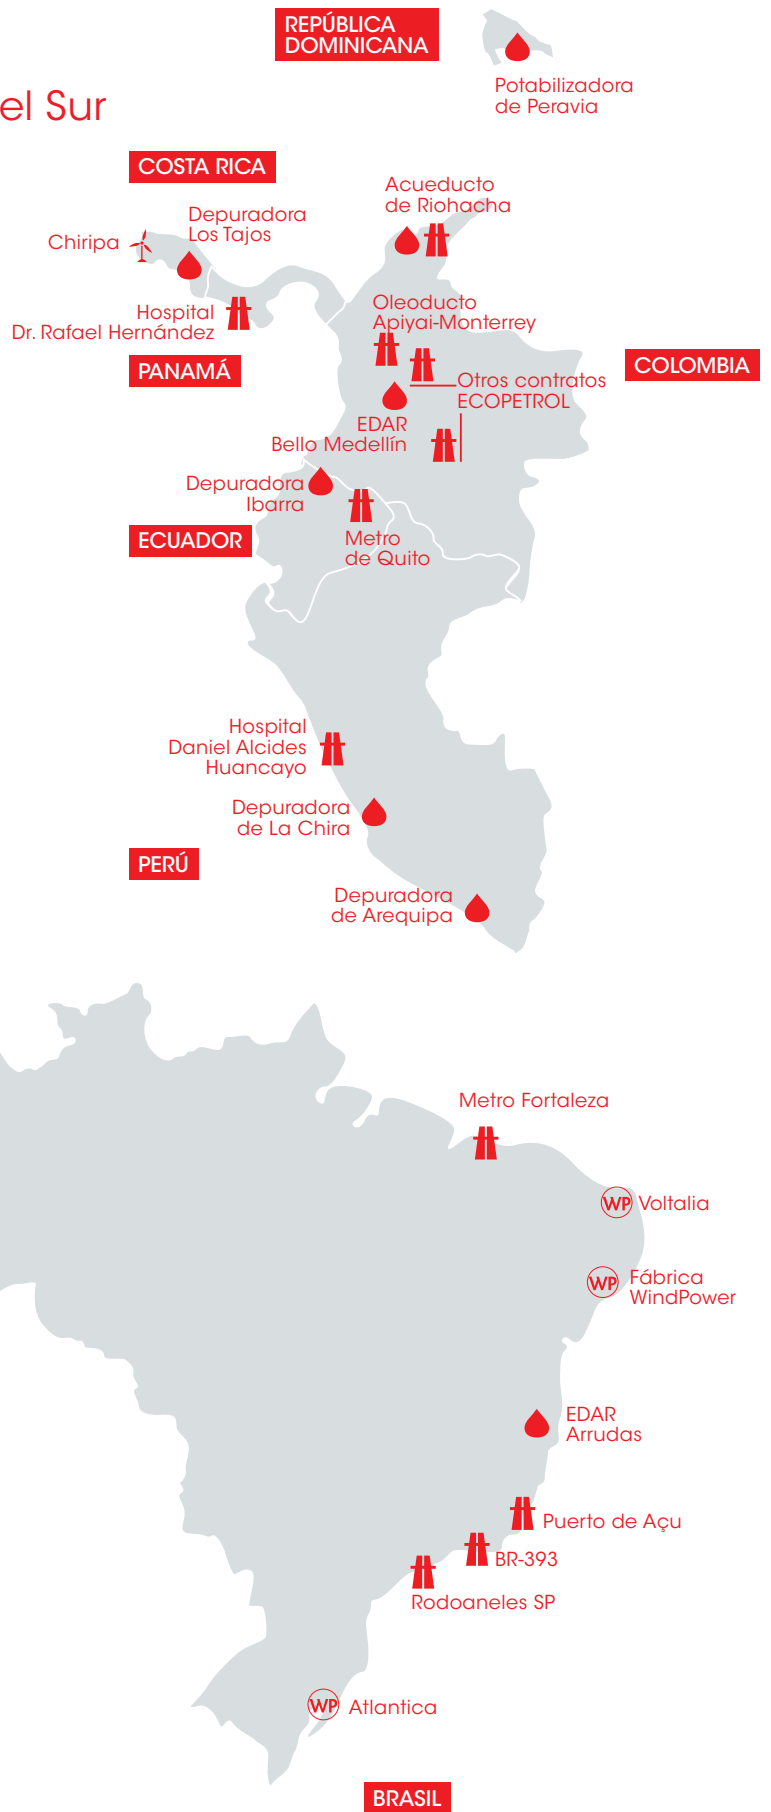 REPÚBLICA
DOMINICANA
Potabilizadora
de Peravia
el Sur
COSTA RICA
Acueducto
de Riohacha
Depuradora
Los Tajos
Chiripa
Hospital
Dr. Rafael Hernández
Oleoducto
Apiyai-Monterrey
PANAMÁ
COLOMBIA
Otros contratos
ECOPETROL
EDAR
Bello Medellín
Depuradora
Ibarra
ECUADOR
Metro
de Quito
Hospital
Daniel Alcides
Huancayo
Depuradora
de La Chira
PERÚ
Depuradora
de Arequipa
Metro Fortaleza
WP Voltalia
WP Fábrica
WindPower
EDAR
Arrudas
Puerto de Açu
BR-393
Rodoaneles SP
WP Atlantica
BRASIL